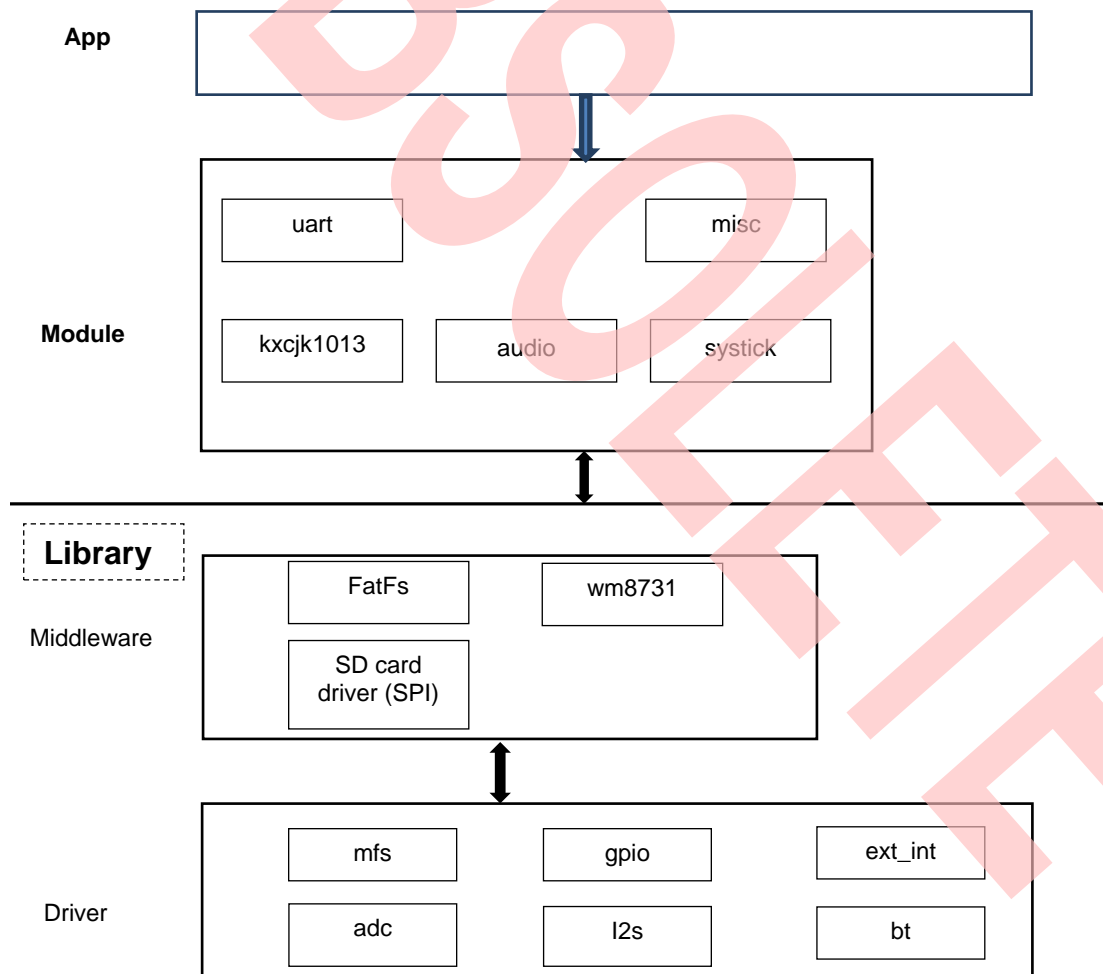 App
uart
misc
Module
kxcjk1013
audio
systick
Library
FatFs
wm8731
Middleware
SD card
driver (SPI)
mfs
gpio
ext_int
Driver
adc
I2s
bt